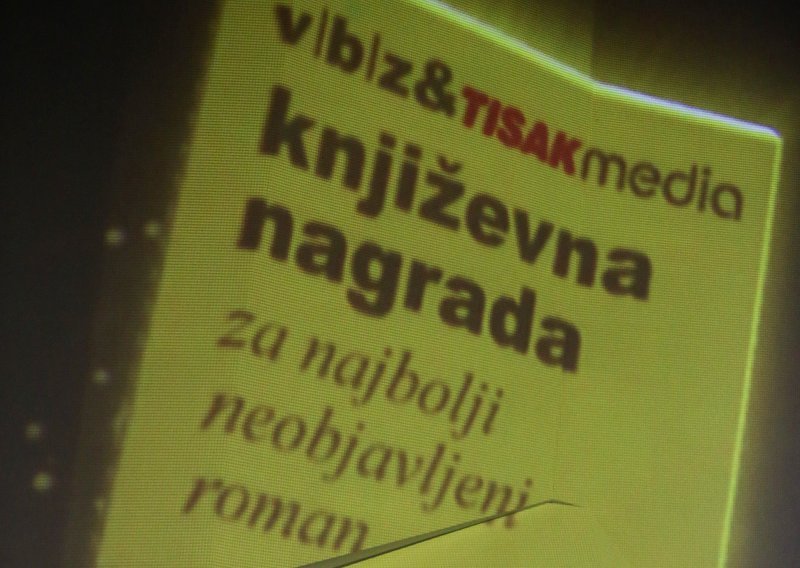 v|b|z&TISAKmedia
književna
nagrada
za najbolji
neobjavljeni
roman